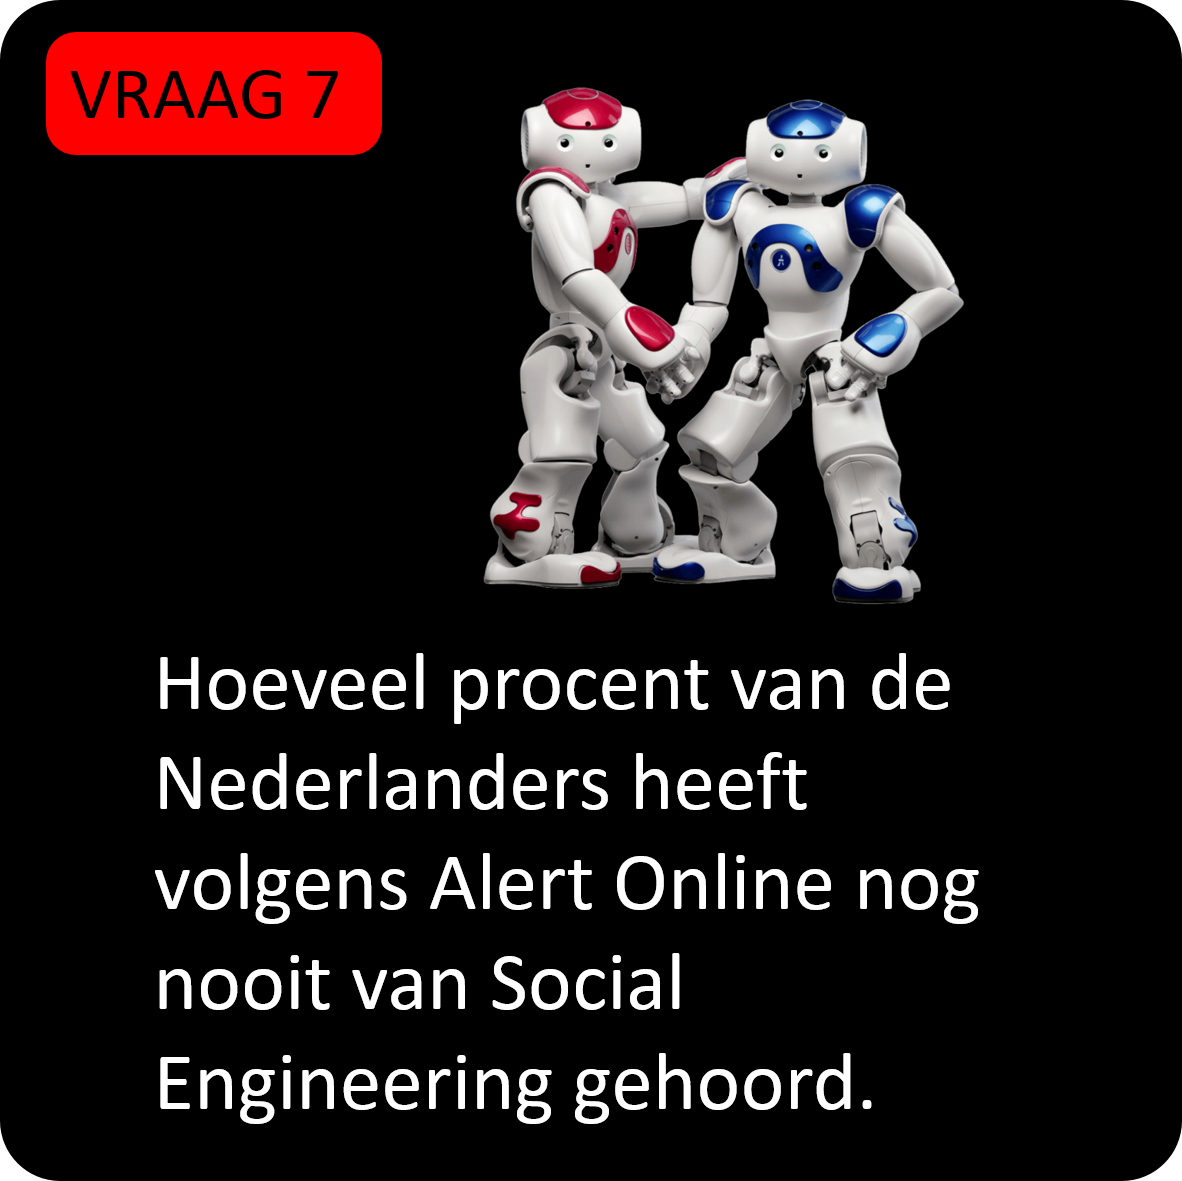 VRAAG 7
Hoeveel procent van de
Nederlanders heeft
volgens Alert Online nog
nooit van Social
Engineering gehoord.